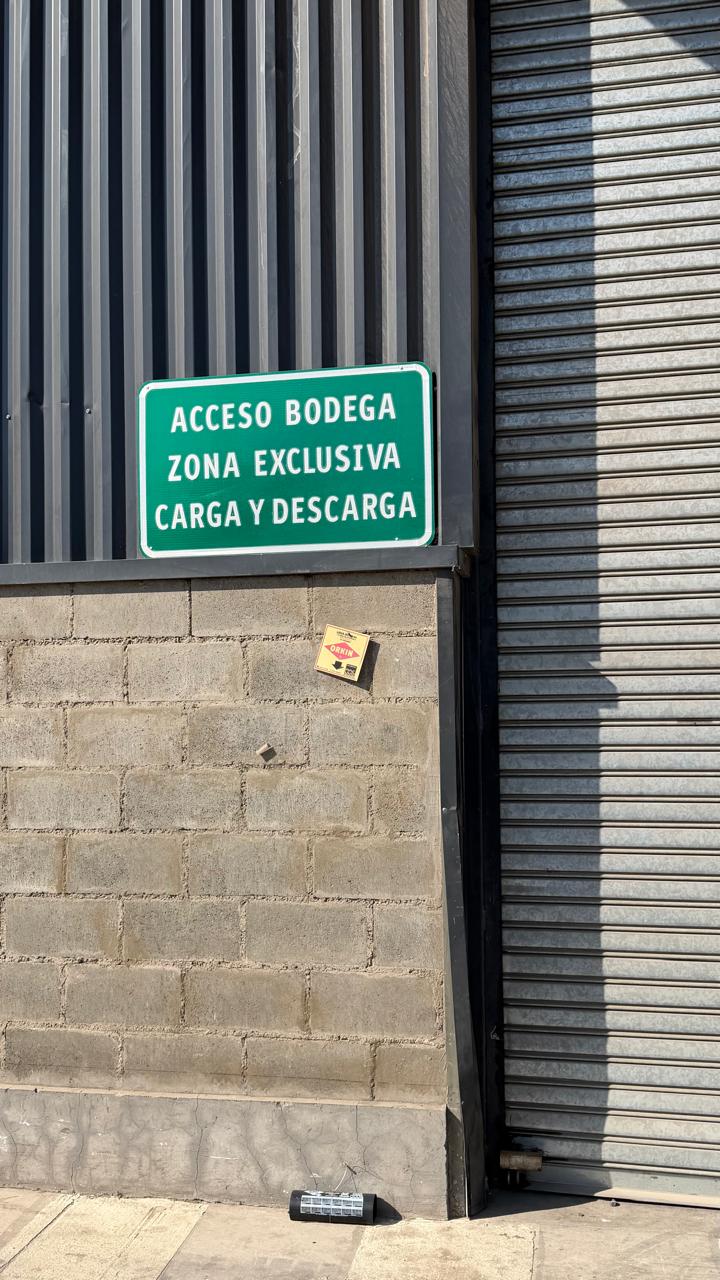 ACCESO BODEGA
ZONA EXCLUSIVA
CARGA Y DESCARGA
ORKIN